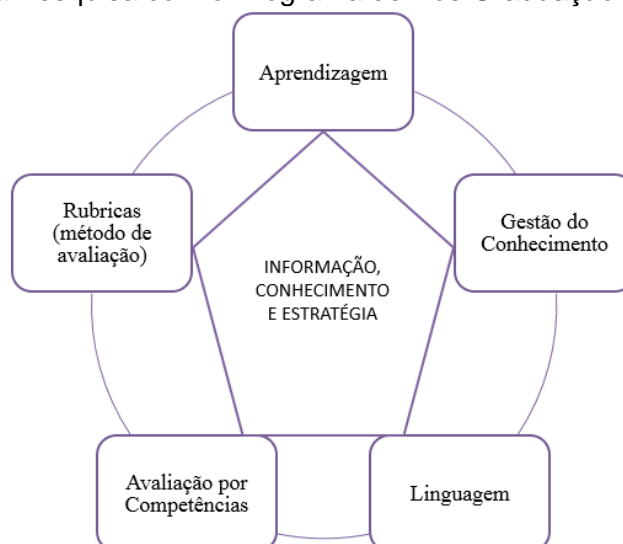 Aprendizagem
Rubricas
(método de
avaliação)
Gestão do
Conhecimento
INFORMAÇÃO,
CONHECIMENTO
E ESTRATÉGIA
Avaliação por
Competências
Linguagem